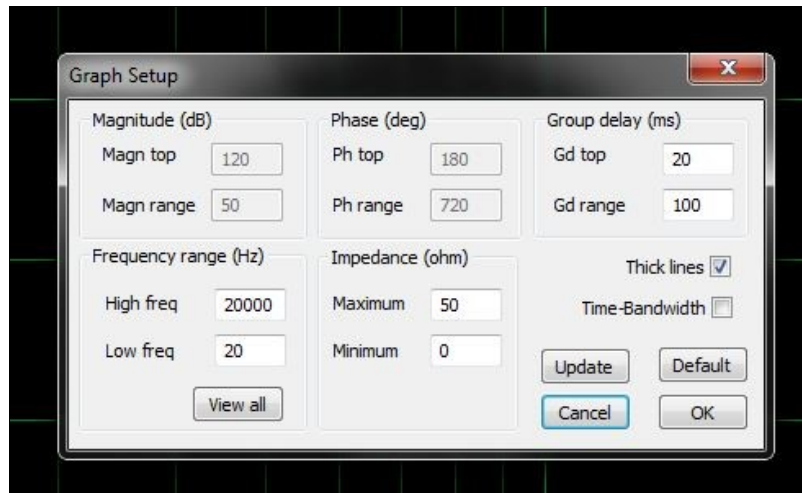 Graph Setup
x
Magnitude (dB)
Magn top 120
Magn range 50
Phase (deg)
Ph top 180
Ph range 720
Group delay (ms)
Gd top 20
Gd range 100
Frequency range (Hz)
High freq 20000
Low freq 20
View all
Impedance (ohm)
Maximum 50
Minimum 0
Thick lines
Time-Bandwidth
Update Default
Cancel OK